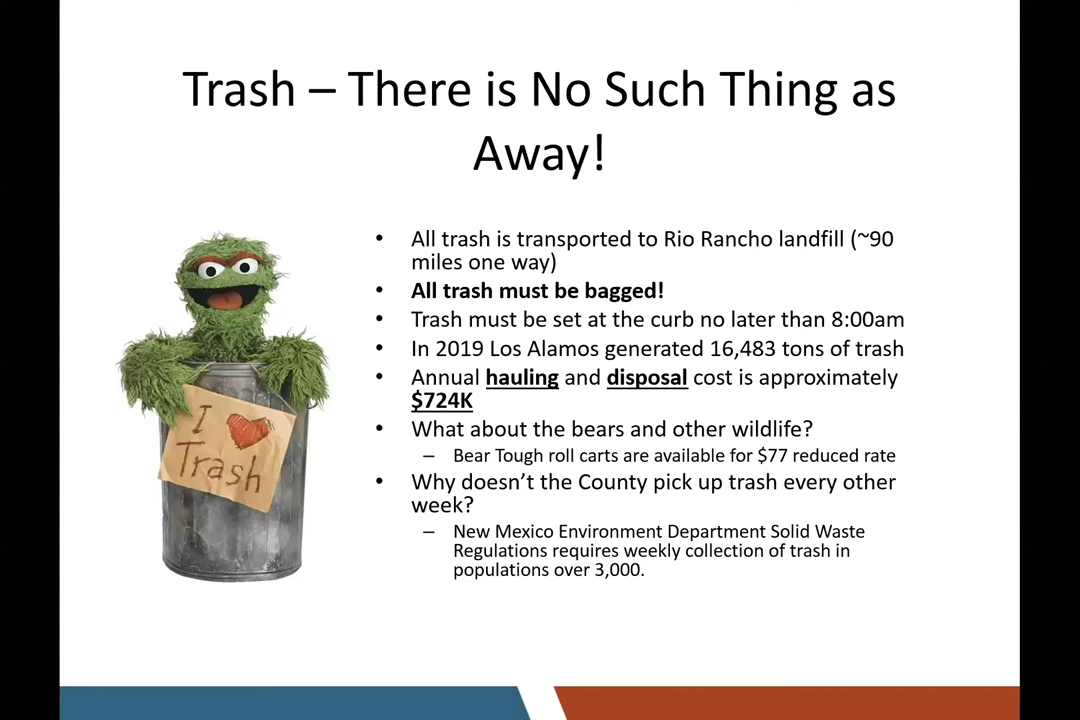 Trash – There is No Such Thing as
Away!
• All trash is transported to Rio Rancho landfill (~90
miles one way)
• All trash must be bagged!
• Trash must be set at the curb no later than 8:00am
• In 2019 Los Alamos generated 16,483 tons of trash
• Annual hauling and disposal cost is approximately
$724K
• What about the bears and other wildlife?
– Bear Tough roll carts are available for $77 reduced rate
• Why doesn't the County pick up trash every other
week?
– New Mexico Environment Department Solid Waste
Regulations requires weekly collection of trash in
populations over 3,000.
I
Trash